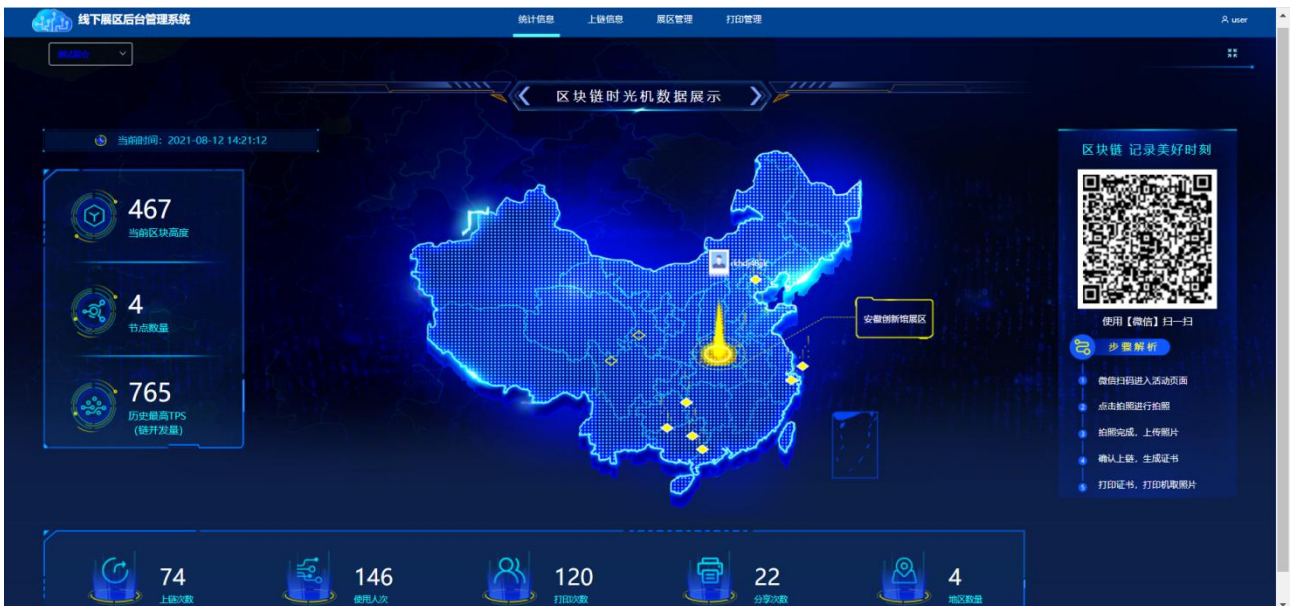 线下展区后台管理系统
统计信息 上链信息 展区管理 打印管理
user
区块链时光机数据展示
当前时间：2021-08-12 14:21:12
467
当前区块高度
4
节点数量
765
历史最高TPS
(链并发量)
安徽创新馆展区
区块链 记录美好时刻
使用【微信】扫一扫
步骤解析
1 微信扫码进入活动页面
2 点击拍照进行拍照
3 拍照完成，上传照片
4 确认上链，生成证书
5 打印证书，打印机取照片
74
上链次数
146
使用人次
120
打印次数
22
分享次数
4
地区数量